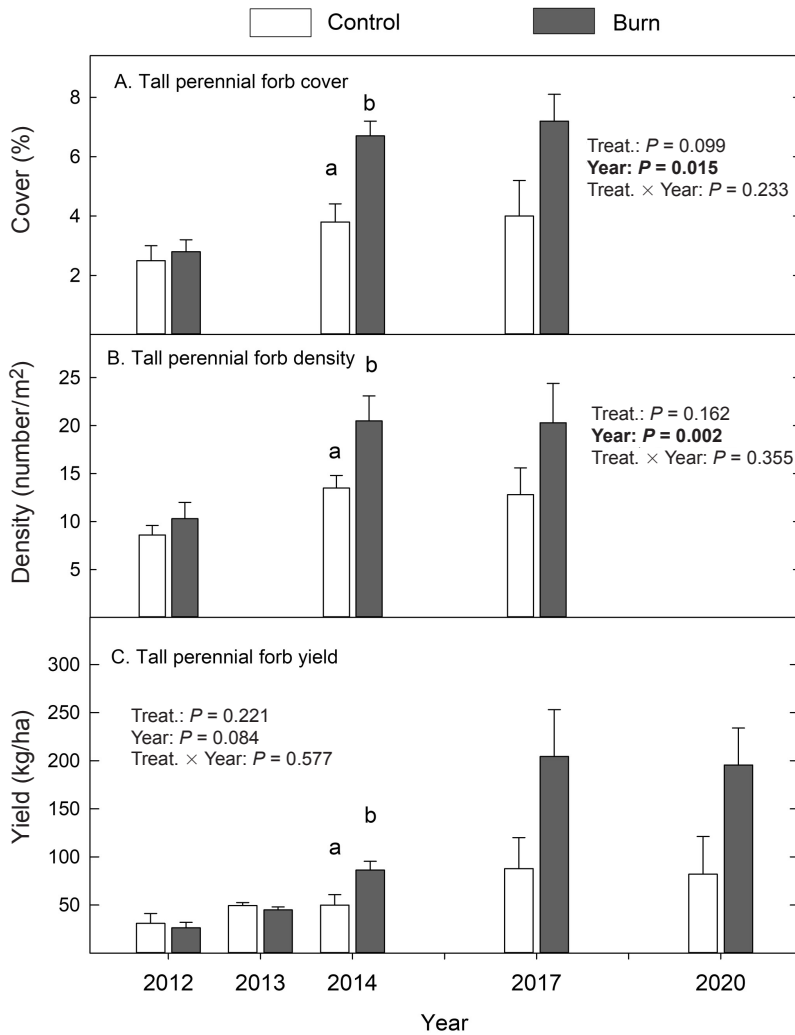 Control Burn
A. Tall perennial forb cover
b
a
Treat.: P = 0.099
Year: P = 0.015
Treat. × Year: P = 0.233
8
6
4
2
Cover (%)
B. Tall perennial forb density
b
a
Treat.: P = 0.162
Year: P = 0.002
Treat. × Year: P = 0.355
25
20
15
10
5
Density (number/m²)
C. Tall perennial forb yield
Treat.: P = 0.221
Year: P = 0.084
Treat. × Year: P = 0.577
b
a
300
250
200
150
100
50
Yield (kg/ha)
2012 2013 2014 2017 2020
Year